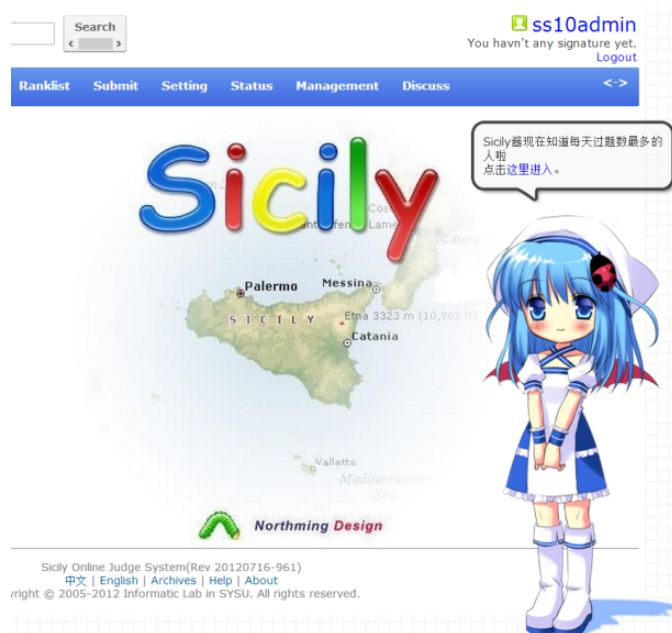 Search
ss10admin
You havn't any signature yet.
Logout
Ranklist Submit Setting Status Management Discuss <->
Sicily
Sicily酱现在知道每天过题数最多的
人啦
点击这里进入。
Catania
Palermo
Messina
SICILY
Etna 3323 m (10,902 ft)
Catania
Valletta
Mediterranean
Sea
Northming Design
Sicily Online Judge System(Rev 20120716-961)
中文 | English | Archives | Help | About
right © 2005-2012 Informatic Lab in SYSU. All rights reserved.